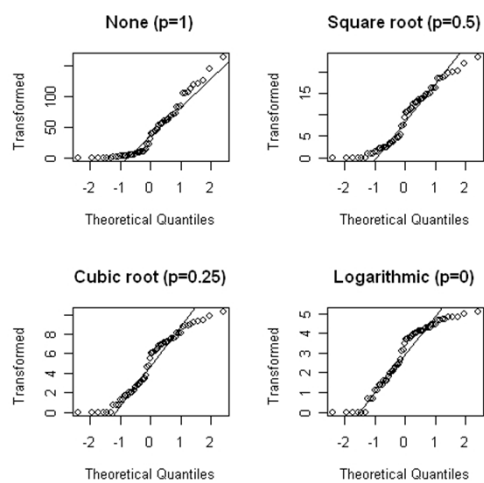 None (p=1)
Transformed
0 50 100
-2 -1 0 1 2
Theoretical Quantiles
Square root (p=0.5)
Transformed
0 5 15
-2 -1 0 1 2
Theoretical Quantiles
Cubic root (p=0.25)
Transformed
0 2 4 6 8
-2 -1 0 1 2
Theoretical Quantiles
Logarithmic (p=0)
Transformed
0 1 2 3 4 5
-2 -1 0 1 2
Theoretical Quantiles